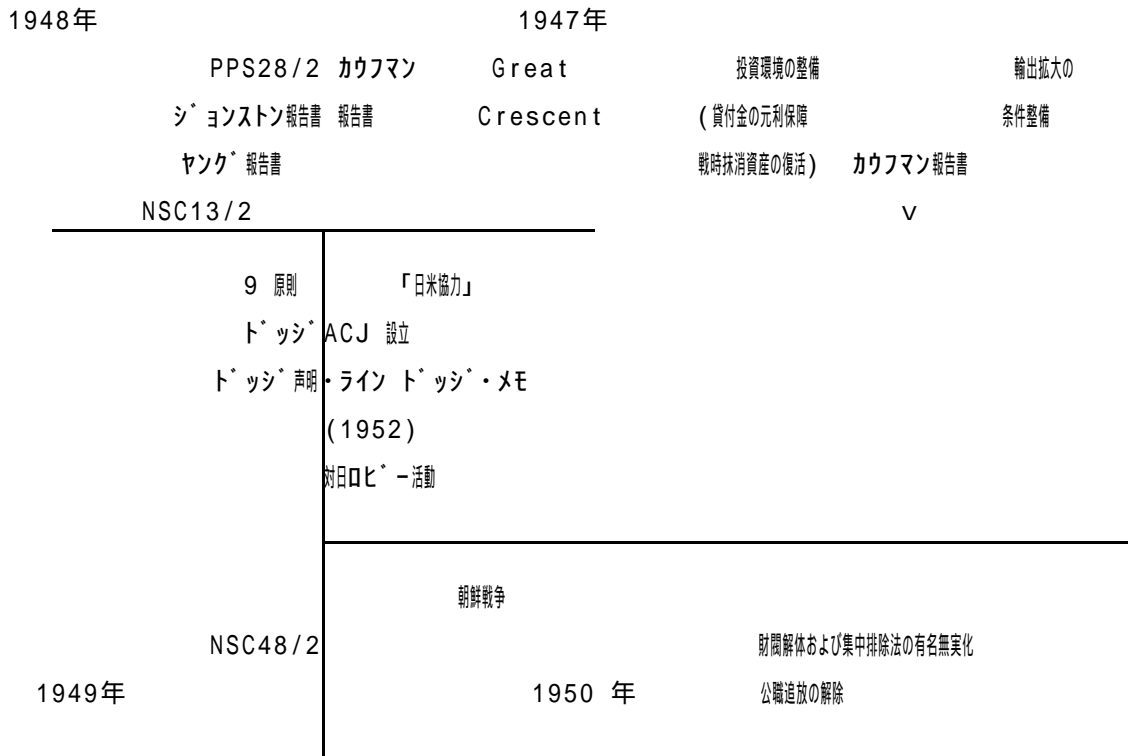 1948年 1947年
PPS28/2 カウフマン Great 投資環境の整備 輸出拡大の
ジョンストン報告書 報告書 Crescent (貸付金の元利保障 条件整備
ヤング報告書 戦時抹消資産の復活) カウフマン報告書
NSC13/2 V
9 原則 「日米協力」
ドッジ ACJ 設立
ドッジ声明・ライン ドッジ・メモ
(1952)
対日ロビー活動
朝鮮戦争
NSC48/2 財閥解体および集中排除法の有名無実化
1949年 1950 年 公職追放の解除